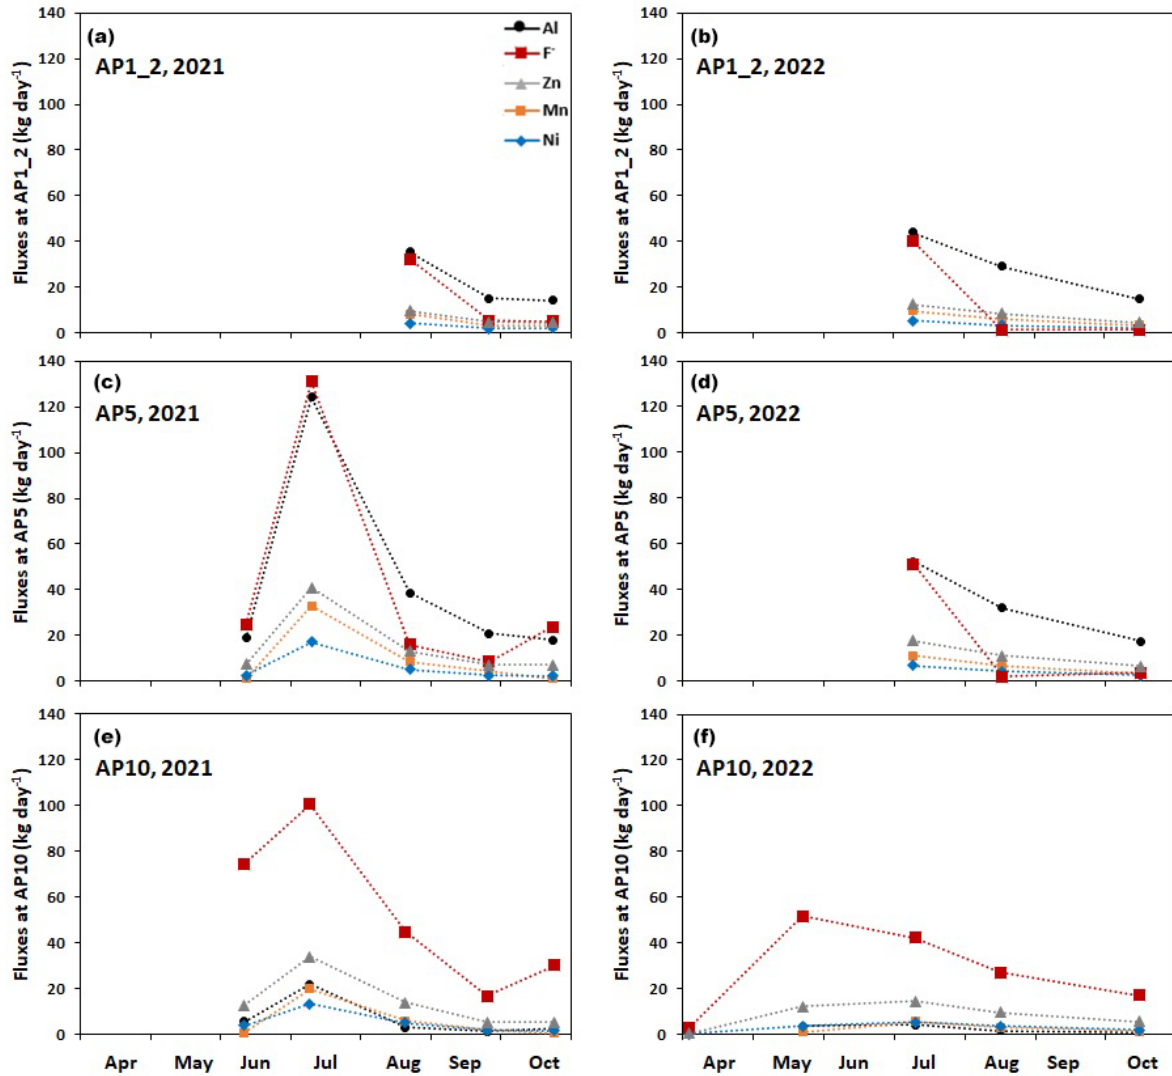 (a)
AP1_2, 2021
Al
F-
Zn
Mn
Ni
Fluxes at AP1_2 (kg day-1)
140
120
100
80
60
40
20
0
(b)
AP1_2, 2022
Fluxes at AP1_2 (kg day-1)
140
120
100
80
60
40
20
0
(c)
AP5, 2021
Fluxes at AP5 (kg day-1)
140
120
100
80
60
40
20
0
(d)
AP5, 2022
Fluxes at AP5 (kg day-1)
140
120
100
80
60
40
20
0
(e)
AP10, 2021
Fluxes at AP10 (kg day-1)
140
120
100
80
60
40
20
0
Apr May Jun Jul Aug Sep Oct
(f)
AP10, 2022
Fluxes at AP10 (kg day-1)
140
120
100
80
60
40
20
0
Apr May Jun Jul Aug Sep Oct